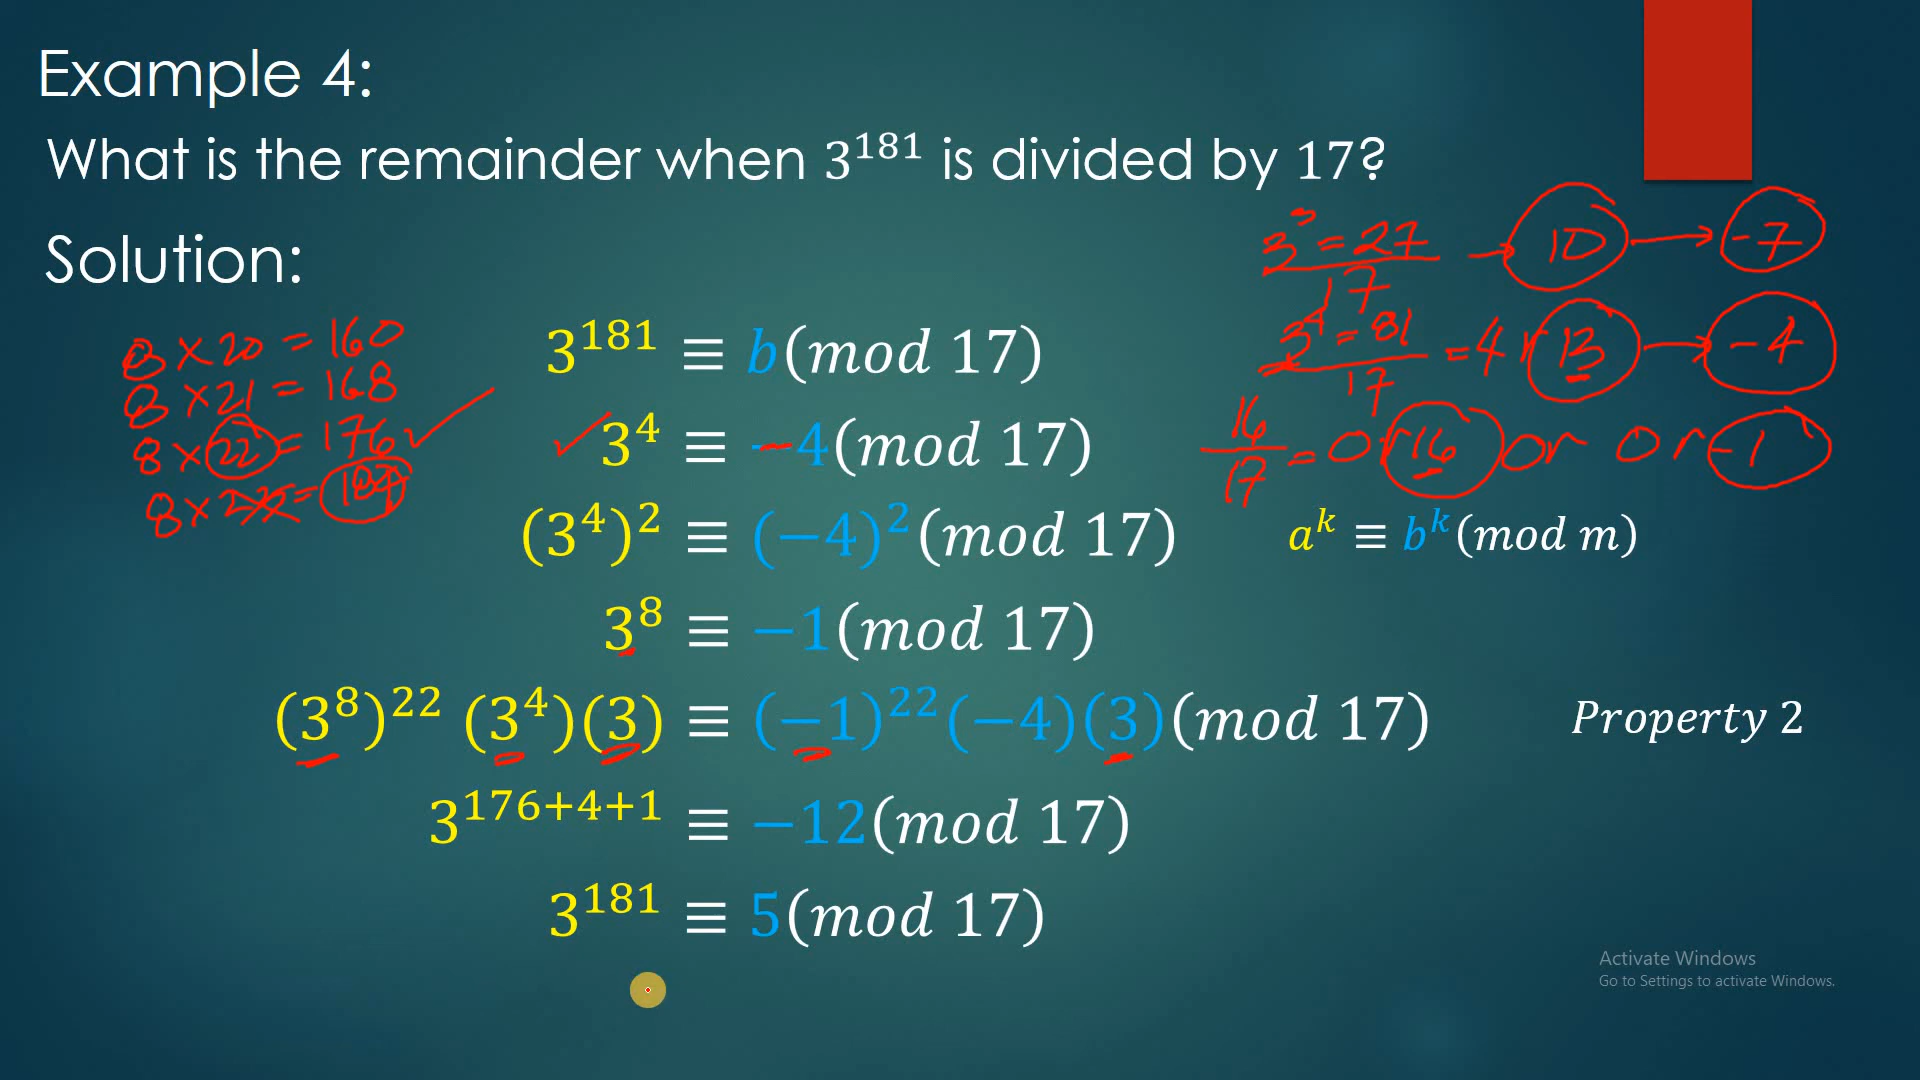 Example 4:
What is the remainder when 3^181 is divided by 17?
Solution:
3^3 = 27 / 17 → 10 → -7
3^4 = 81 / 17 = 4 r 13 → -4
16 / 17 = 0 r 16 or 0 r -1
8 × 20 = 160
8 × 21 = 168
8 × 22 = 176
8 ×
3^181 ≡ b(mod 17)
3^4 ≡ -4(mod 17)
(3^4)^2 ≡ (-4)^2(mod 17) a^k ≡ b^k(mod m)
3^8 ≡ -1(mod 17)
(3^8)^22 (3^4)(3) ≡ (-1)^22(-4)(3)(mod 17) Property 2
3^176+4+1 ≡ -12(mod 17)
3^181 ≡ 5(mod 17)
Activate Windows
Go to Settings to activate Windows.